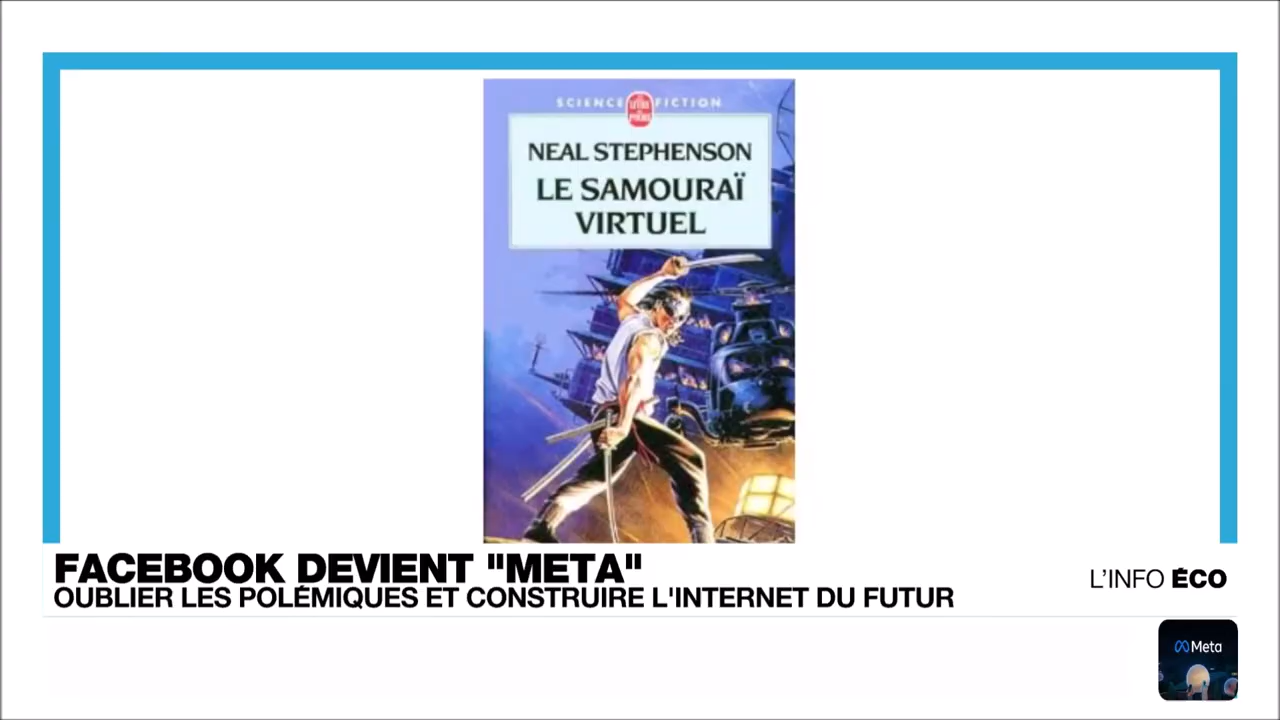 SCIENCE FICTION
NEAL STEPHENSON
LE SAMOURAÏ
VIRTUEL
FACEBOOK DEVIENT "META"
OUBLIER LES POLÉMIQUES ET CONSTRUIRE L'INTERNET DU FUTUR
L'INFO ÉCO
Meta